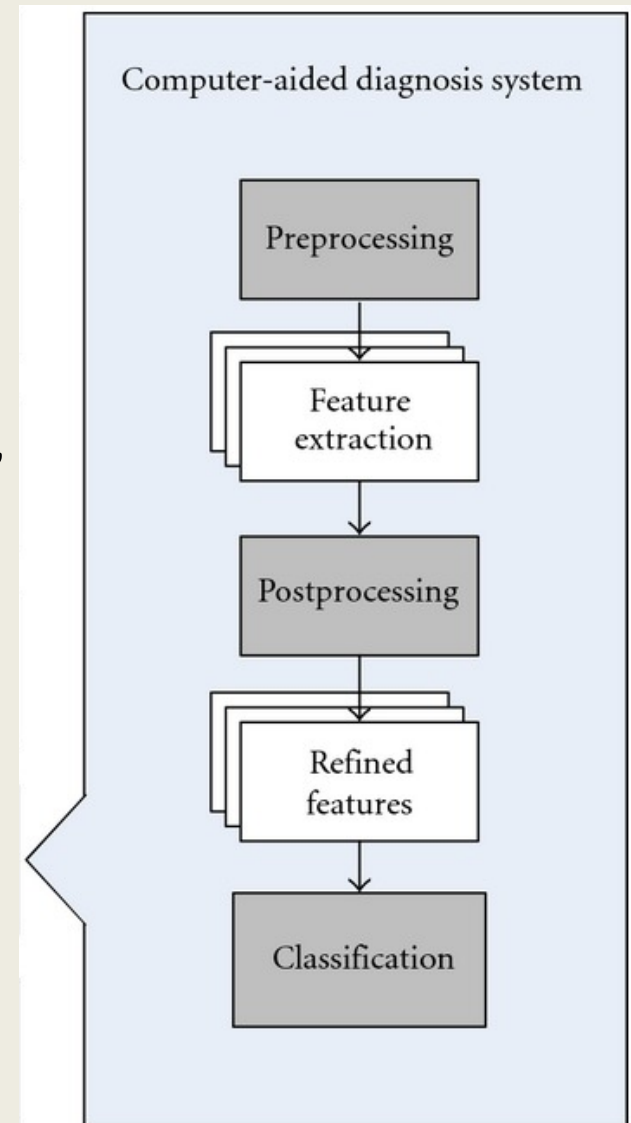 Computer-aided diagnosis system
Preprocessing
Feature
extraction
Postprocessing
Refined
features
Classification